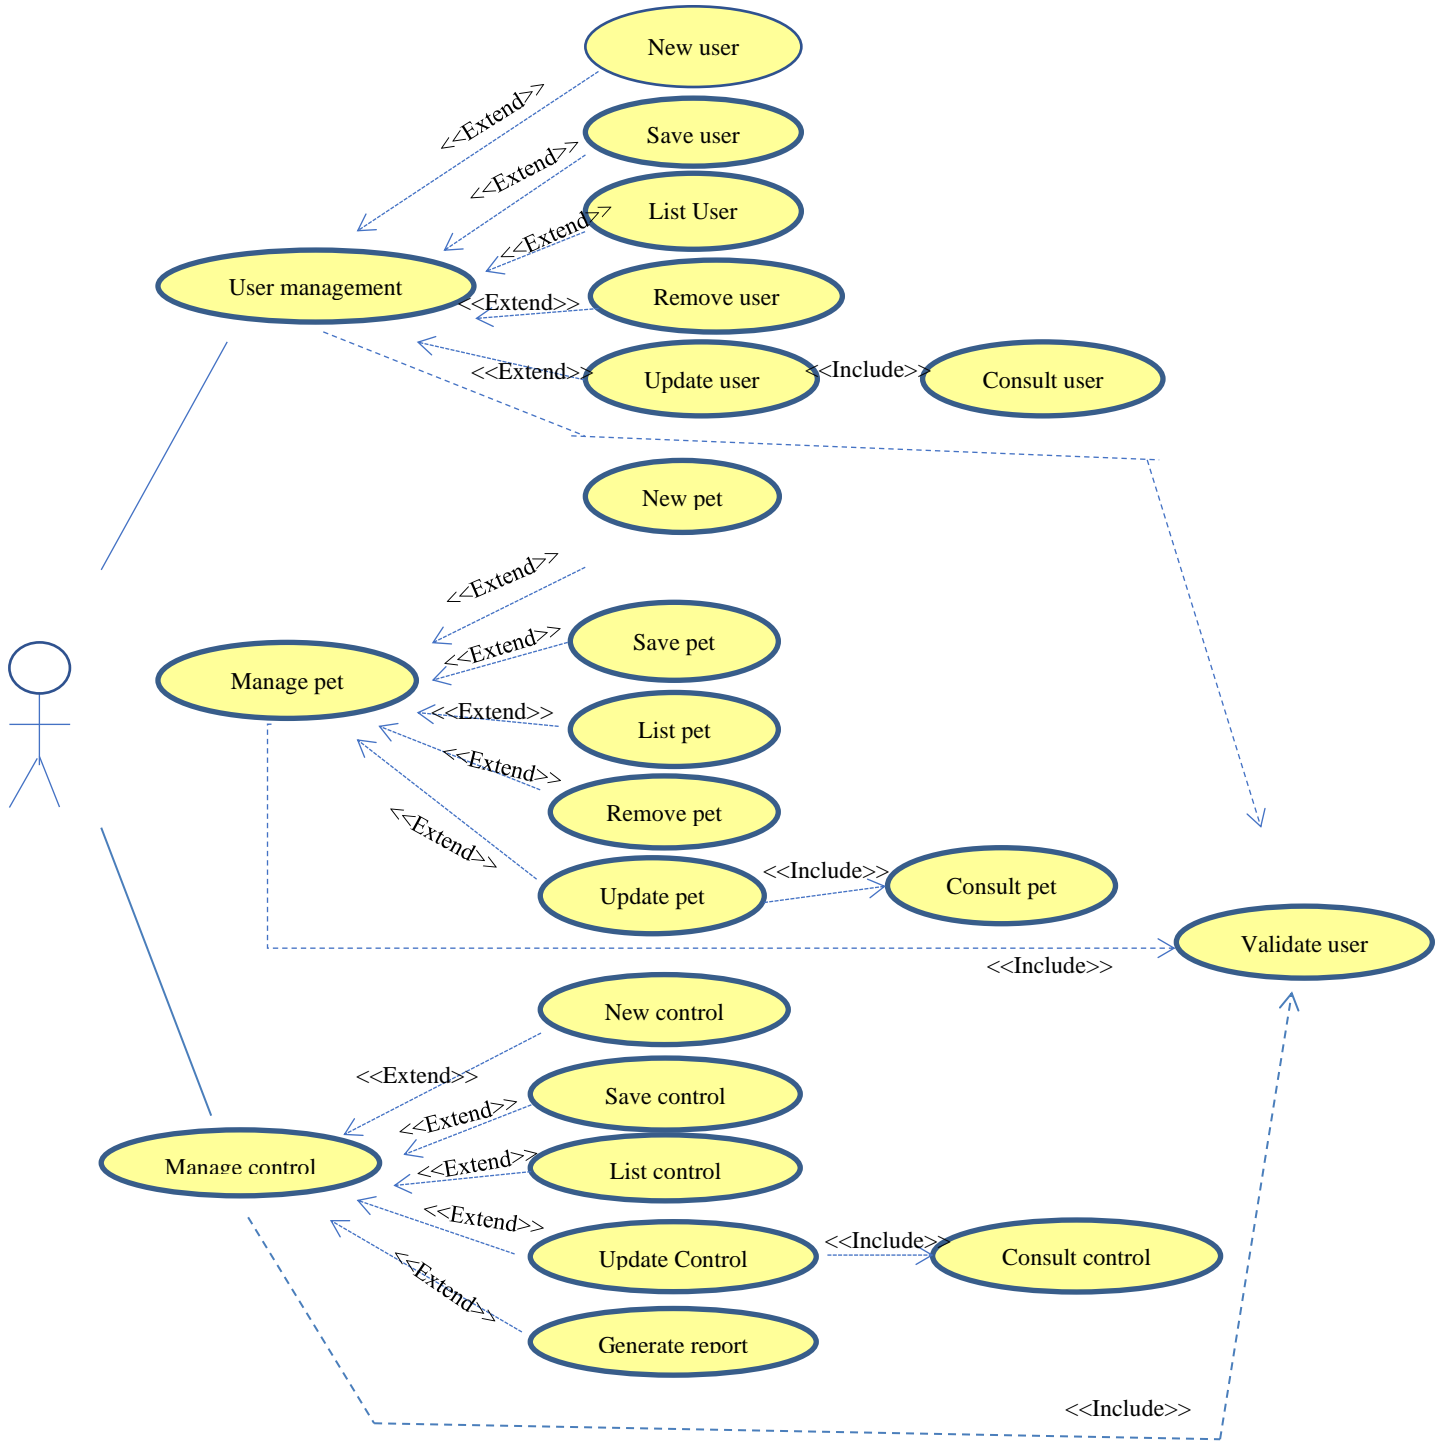 New user
<<Extend>>
Save user
<<Extend>>
List User
<<Extend>>
User management
Remove user
<<Extend>>
Update user
<<Extend>>
<<Include>>
Consult user
New pet
<<Extend>>
Save pet
<<Extend>>
Manage pet
List pet
<<Extend>>
<<Extend>>
Remove pet
<<Extend>>
Update pet
<<Include>>
Consult pet
Validate user
<<Include>>
New control
<<Extend>>
Save control
<<Extend>>
Manage control
<<Extend>>
List control
<<Extend>>
Update Control
<<Include>>
Consult control
<<Extend>>
Generate report
<<Include>>